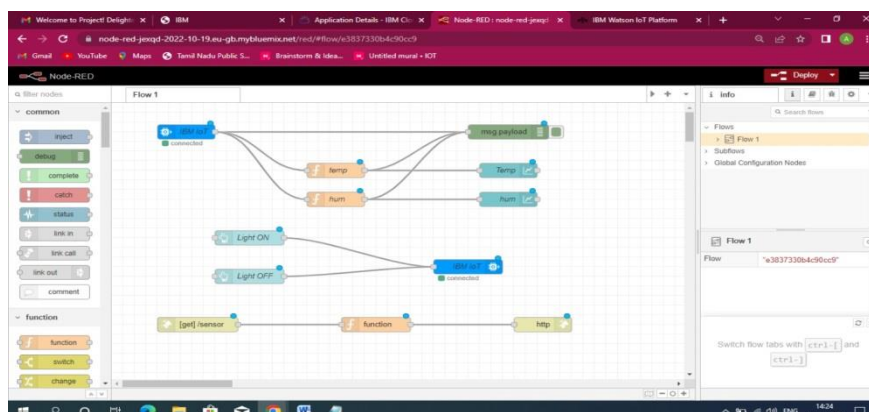 Welcome to Project! Delight
IBM
Application Details - IBM Clo
Node-RED : node-red-jexqd
IBM Watson IoT Platform
node-red-jexqd-2022-10-19.eu-gb.mybluemix.net/red/#flow/e3837330b4c90cc9
Gmail
YouTube
Maps
Tamil Nadu Public S...
Brainstorm & Idea...
Untitled mural • IOT
Node-RED
Deploy
filter nodes
Flow 1
info
Search flows
common
inject
debug
complete
catch
status
link in
link call
link out
comment
function
function
switch
change
IBM IoT
connected
msg.payload
temp
Temp
hum
hum
Light ON
Light OFF
IBM IoT
connected
[get] /sensor
function
http
Flows
Flow 1
Subflows
Global Configuration Nodes
Flow 1
Flow
"e3837330b4c90cc9"
Switch flow tabs with ctrl-[ and
ctrl-]
ENG
14:24